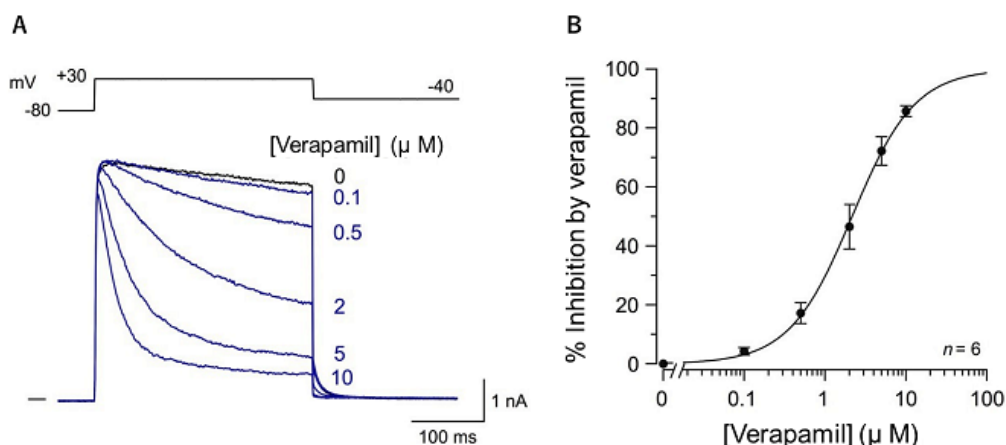 A
mV
+30
-80
-40
[Verapamil] (μ M)
0
0.1
0.5
2
5
10
1 nA
100 ms
B
% Inhibition by verapamil
100
80
60
40
20
0
n = 6
0 0.1 1 10 100
[Verapamil] (μ M)